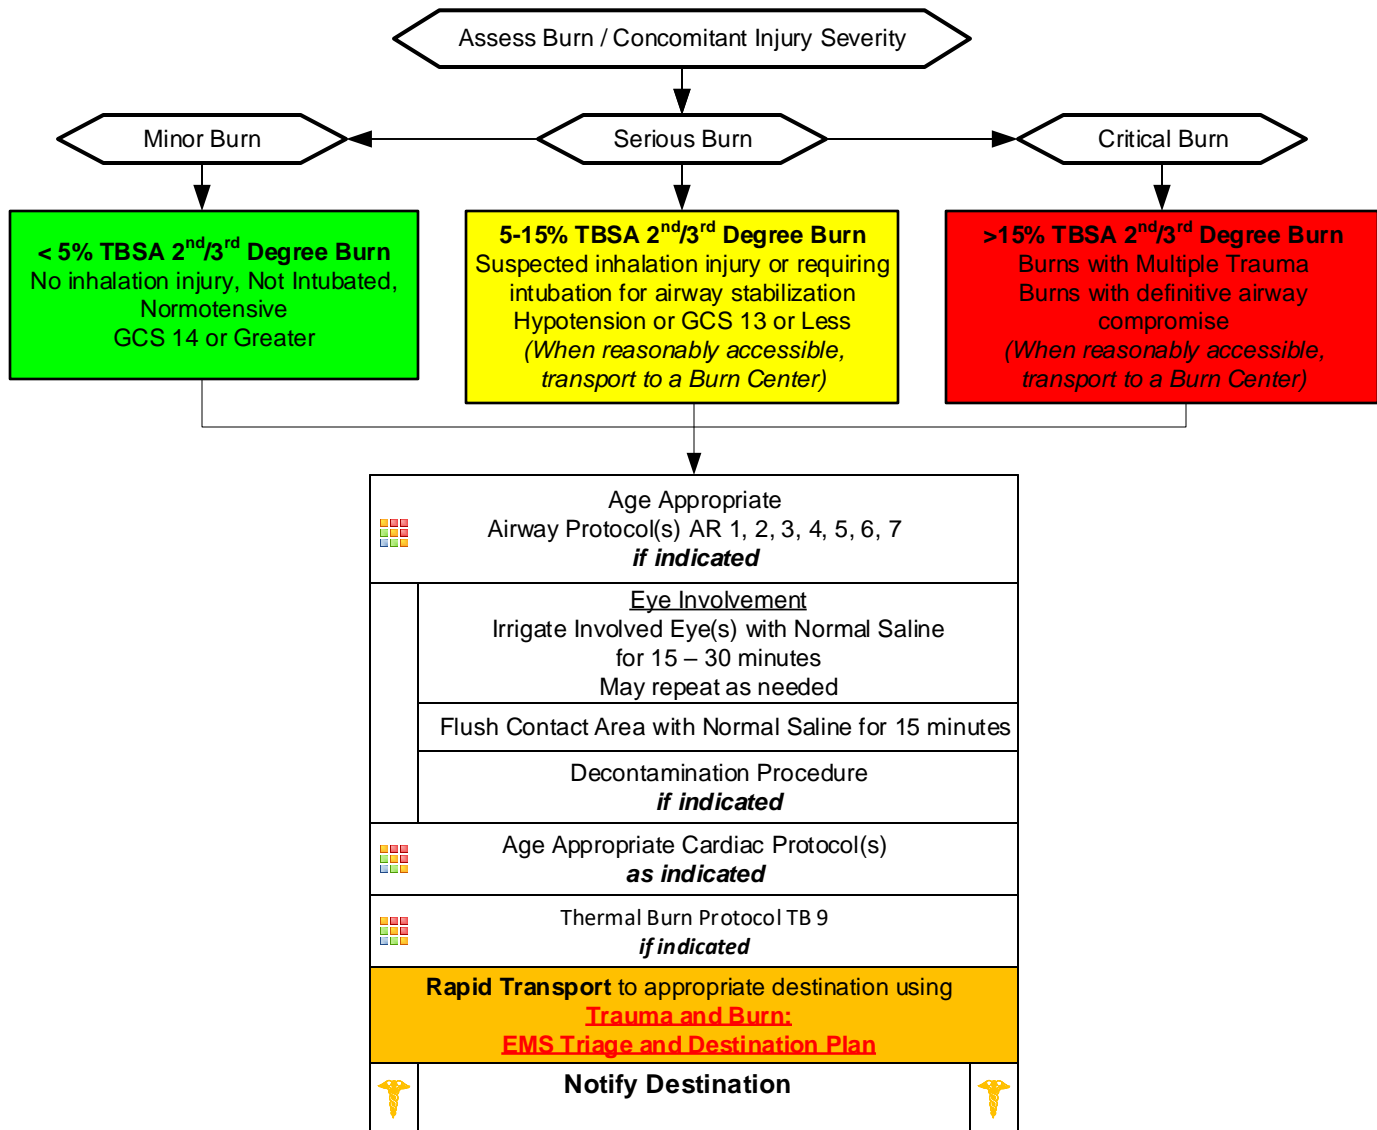 Assess Burn / Concomitant Injury Severity
Minor Burn
Serious Burn
Critical Burn
< 5% TBSA 2nd/3rd Degree Burn
No inhalation injury, Not Intubated,
Normotensive
GCS 14 or Greater
5-15% TBSA 2nd/3rd Degree Burn
Suspected inhalation injury or requiring
intubation for airway stabilization
Hypotension or GCS 13 or Less
(When reasonably accessible,
transport to a Burn Center)
>15% TBSA 2nd/3rd Degree Burn
Burns with Multiple Trauma
Burns with definitive airway
compromise
(When reasonably accessible,
transport to a Burn Center)
Age Appropriate
Airway Protocol(s) AR 1, 2, 3, 4, 5, 6, 7
if indicated
Eye Involvement
Irrigate Involved Eye(s) with Normal Saline
for 15 – 30 minutes
May repeat as needed
Flush Contact Area with Normal Saline for 15 minutes
Decontamination Procedure
if indicated
Age Appropriate Cardiac Protocol(s)
as indicated
Thermal Burn Protocol TB 9
if indicated
Rapid Transport to appropriate destination using
Trauma and Burn:
EMS Triage and Destination Plan
Notify Destination